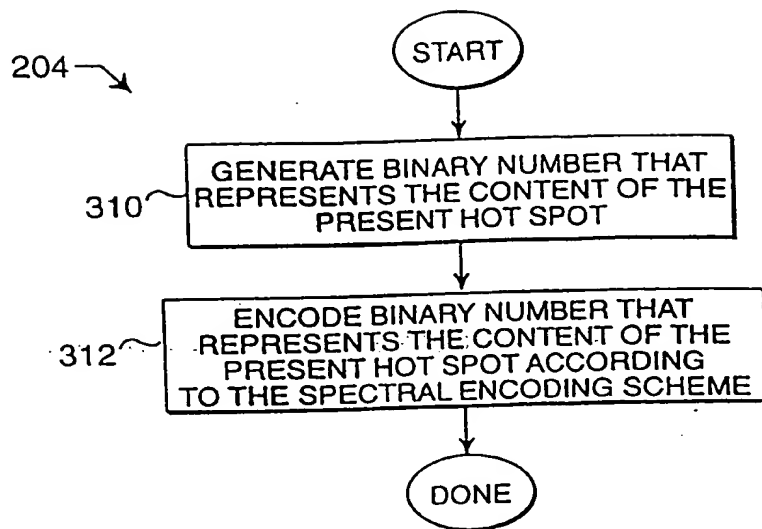 START
204
GENERATE BINARY NUMBER THAT
REPRESENTS THE CONTENT OF THE
PRESENT HOT SPOT
310
ENCODE BINARY NUMBER THAT
REPRESENTS THE CONTENT OF THE
PRESENT HOT SPOT ACCORDING
TO THE SPECTRAL ENCODING SCHEME
312
DONE